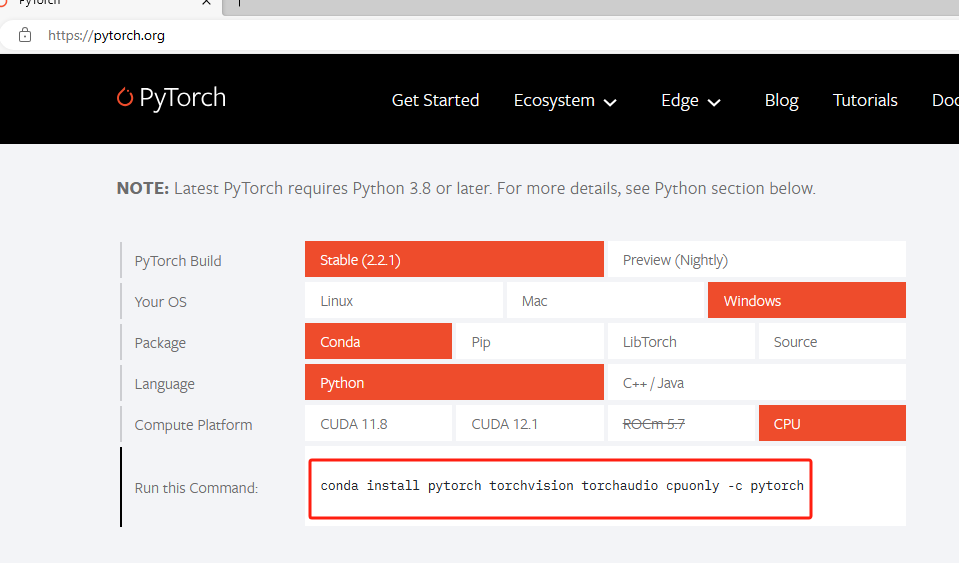 PyTorch
https://pytorch.org
PyTorch Get Started Ecosystem Edge Blog Tutorials
NOTE: Latest PyTorch requires Python 3.8 or later. For more details, see Python section below.
PyTorch Build Stable (2.2.1) Preview (Nightly)
Your OS Linux Mac Windows
Package Conda Pip LibTorch Source
Language Python C++ / Java
Compute Platform CUDA 11.8 CUDA 12.1 ROCm 5.7 CPU
Run this Command: conda install pytorch torchvision torchaudio cpuonly -c pytorch